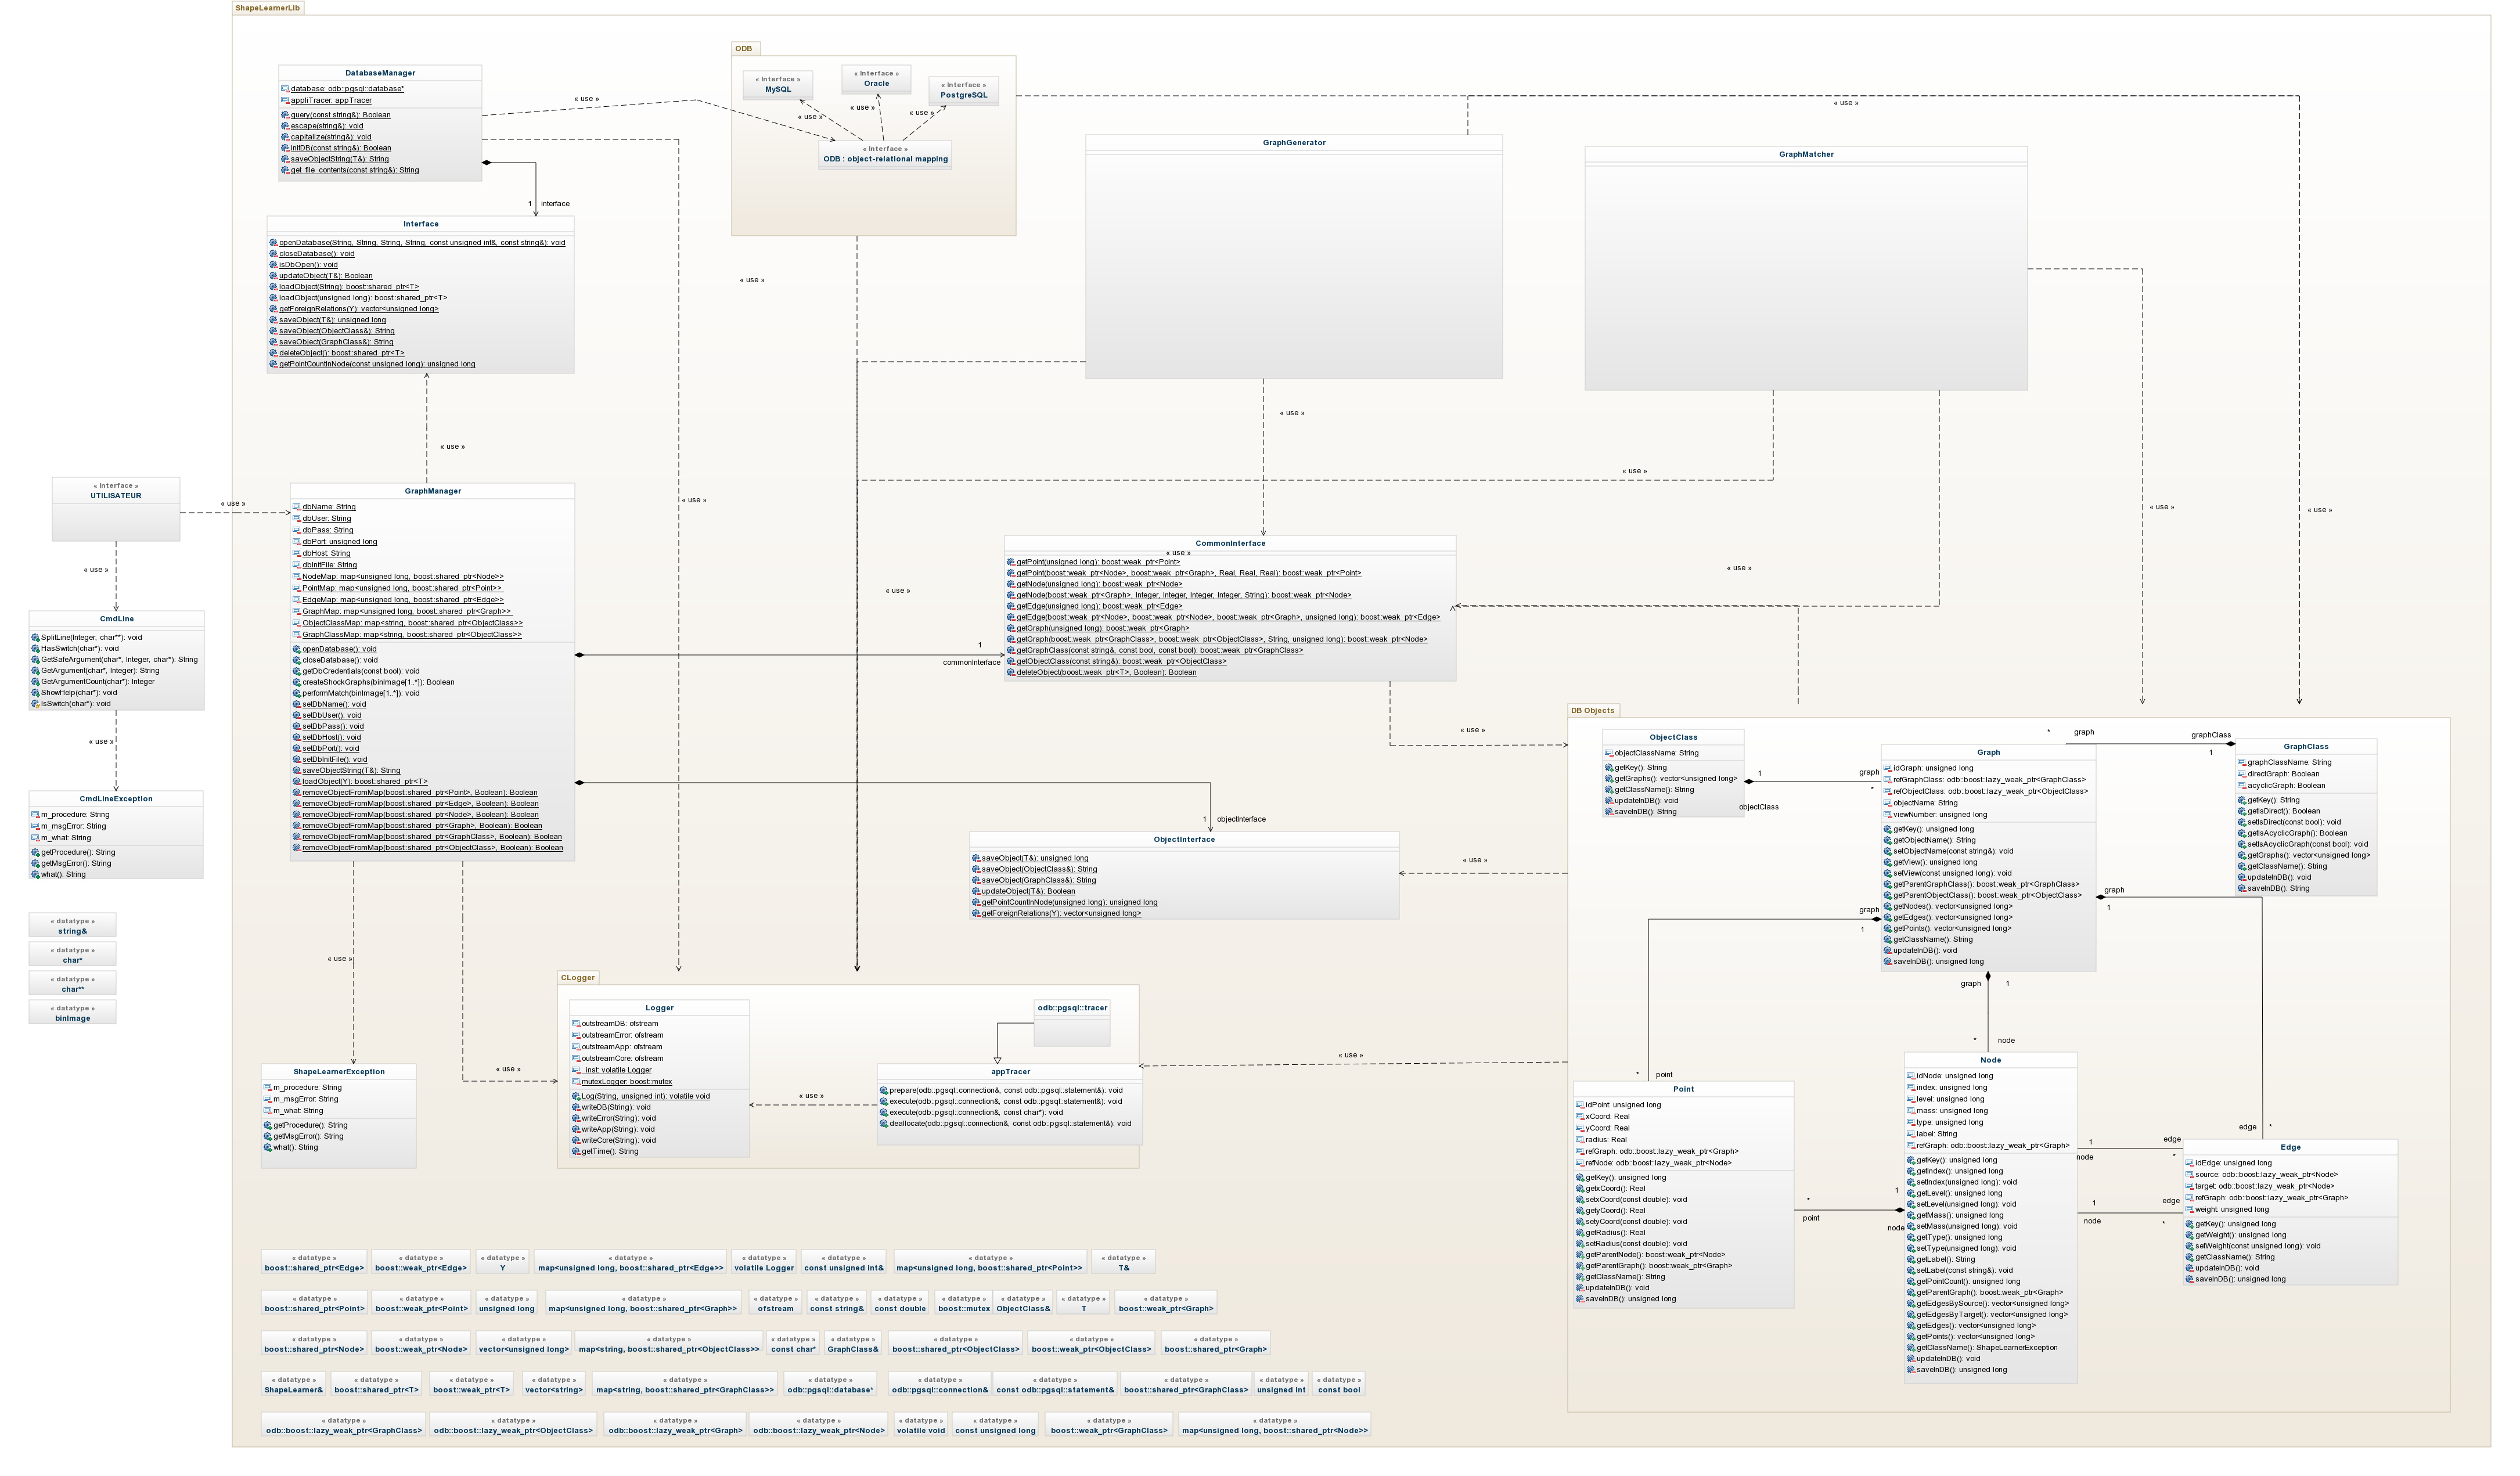 ShapeLearnerLib
DatabaseManager
database: odb::pgsql::database*
appliTracer: appTracer
query(const string&): Boolean
escape(string&): void
capitalize(string&): void
initDB(const string&): Boolean
saveObjectString(T&): String
get_file_contents(const string&): String
« use »
1
interface
ODB
« Interface »
MySQL
« Interface »
Oracle
« Interface »
PostgreSQL
« use »
« use »
« use »
« Interface »
ODB : object-relational mapping
GraphGenerator
GraphMatcher
« use »
Interface
openDatabase(String, String, String, String, const unsigned int&, const string&): void
closeDatabase(): void
isDbOpen(): void
updateObject(T&): Boolean
loadObject(String): boost::shared_ptr<T>
loadObject(unsigned long): boost::shared_ptr<T>
getForeignRelations(Y): vector<unsigned long>
saveObject(T&): unsigned long
saveObject(ObjectClass&): String
saveObject(GraphClass&): String
deleteObject(): boost::shared_ptr<T>
getPointCountInNode(const unsigned long): unsigned long
« use »
« use »
« use »
« use »
« use »
« use »
« use »
« use »
« use »
« Interface »
UTILISATEUR
« use »
« use »
CmdLine
SplitLine(Integer, char**): void
HasSwitch(char*): void
GetSafeArgument(char*, Integer, char*): String
GetArgument(char*, Integer): String
GetArgumentCount(char*): Integer
ShowHelp(char*): void
IsSwitch(char*): void
« use »
CmdLineException
m_procedure: String
m_msgError: String
m_what: String
getProcedure(): String
getMsgError(): String
what(): String
« datatype »
string&
« datatype »
char*
« datatype »
char**
« datatype »
binImage
GraphManager
dbName: String
dbUser: String
dbPass: String
dbPort: unsigned long
dbHost: String
dbInitFile: String
NodeMap: map<unsigned long, boost::shared_ptr<Node>>
PointMap: map<unsigned long, boost::shared_ptr<Point>>
EdgeMap: map<unsigned long, boost::shared_ptr<Edge>>
GraphMap: map<unsigned long, boost::shared_ptr<Graph>>
ObjectClassMap: map<string, boost::shared_ptr<ObjectClass>>
GraphClassMap: map<string, boost::shared_ptr<ObjectClass>>
openDatabase(): void
closeDatabase(): void
getDbCredentials(const bool): void
createShockGraphs(binImage[1..*]): Boolean
performMatch(binImage[1..*]): void
setDbName(): void
setDbUser(): void
setDbPass(): void
setDbHost(): void
setDbPort(): void
setDbInitFile(): void
saveObjectString(T&): String
loadObject(Y): boost::shared_ptr<T>
removeObjectFromMap(boost::shared_ptr<Point>, Boolean): Boolean
removeObjectFromMap(boost::shared_ptr<Edge>, Boolean): Boolean
removeObjectFromMap(boost::shared_ptr<Node>, Boolean): Boolean
removeObjectFromMap(boost::shared_ptr<Graph>, Boolean): Boolean
removeObjectFromMap(boost::shared_ptr<GraphClass>, Boolean): Boolean
removeObjectFromMap(boost::shared_ptr<ObjectClass>, Boolean): Boolean
1
commonInterface
1
objectInterface
CommonInterface
« use »
getPoint(unsigned long): boost::weak_ptr<Point>
getPoint(boost::weak_ptr<Node>, boost::weak_ptr<Graph>, Real, Real, Real): boost::weak_ptr<Point>
getNode(unsigned long): boost::weak_ptr<Node>
getNode(boost::weak_ptr<Graph>, Integer, Integer, Integer, Integer, String): boost::weak_ptr<Node>
getEdge(unsigned long): boost::weak_ptr<Edge>
getEdge(boost::weak_ptr<Node>, boost::weak_ptr<Node>, boost::weak_ptr<Graph>, unsigned long): boost::weak_ptr<Edge>
getGraph(unsigned long): boost::weak_ptr<Graph>
getGraph(boost::weak_ptr<GraphClass>, boost::weak_ptr<ObjectClass>, String, unsigned long): boost::weak_ptr<Node>
getGraphClass(const string&, const bool, const bool): boost::weak_ptr<GraphClass>
getObjectClass(const string&): boost::weak_ptr<ObjectClass>
deleteObject(boost::weak_ptr<T>, Boolean): Boolean
« use »
ObjectInterface
saveObject(T&): unsigned long
saveObject(ObjectClass&): String
saveObject(GraphClass&): String
updateObject(T&): Boolean
getPointCountInNode(const unsigned long): unsigned long
getForeignRelations(Y): vector<unsigned long>
« use »
« use »
« use »
« use »
ShapeLearnerException
m_procedure: String
m_msgError: String
m_what: String
getProcedure(): String
getMsgError(): String
what(): String
CLogger
Logger
outstreamDB: ofstream
outstreamError: ofstream
outstreamApp: ofstream
outstreamCore: ofstream
_inst: volatile Logger
mutexLogger: boost::mutex
Log(String, unsigned int): volatile void
writeDB(String): void
writeError(String): void
writeApp(String): void
writeCore(String): void
getTime(): String
odb::pgsql::tracer
« use »
appTracer
prepare(odb::pgsql::connection&, const odb::pgsql::statement&): void
execute(odb::pgsql::connection&, const odb::pgsql::statement&): void
execute(odb::pgsql::connection&, const char*): void
deallocate(odb::pgsql::connection&, const odb::pgsql::statement&): void
DB Objects
ObjectClass
objectClassName: String
getKey(): String
getGraphs(): vector<unsigned long>
getClassName(): String
updateInDB(): void
saveInDB(): String
1
objectClass
graph
*
Graph
idGraph: unsigned long
refGraphClass: odb::boost::lazy_weak_ptr<GraphClass>
refObjectClass: odb::boost::lazy_weak_ptr<ObjectClass>
objectName: String
viewNumber: unsigned long
getKey(): unsigned long
getObjectName(): String
setObjectName(const string&): void
getView(): unsigned long
setView(const unsigned long): void
getParentGraphClass(): boost::weak_ptr<GraphClass>
getParentObjectClass(): boost::weak_ptr<ObjectClass>
getNodes(): vector<unsigned long>
getEdges(): vector<unsigned long>
getPoints(): vector<unsigned long>
getClassName(): String
updateInDB(): void
saveInDB(): unsigned long
*
graph
graphClass
1
GraphClass
graphClassName: String
directGraph: Boolean
acyclicGraph: Boolean
getKey(): String
getIsDirect(): Boolean
setIsDirect(const bool): void
getIsAcyclicGraph(): Boolean
setIsAcyclicGraph(const bool): void
getGraphs(): vector<unsigned long>
getClassName(): String
updateInDB(): void
saveInDB(): String
graph
1
graph
1
graph
1
*
node
*
point
edge
*
Point
idPoint: unsigned long
xCoord: Real
yCoord: Real
radius: Real
refGraph: odb::boost::lazy_weak_ptr<Graph>
refNode: odb::boost::lazy_weak_ptr<Node>
getKey(): unsigned long
getxCoord(): Real
setxCoord(const double): void
getyCoord(): Real
setyCoord(const double): void
getRadius(): Real
setRadius(const double): void
getParentNode(): boost::weak_ptr<Node>
getParentGraph(): boost::weak_ptr<Graph>
getClassName(): String
updateInDB(): void
saveInDB(): unsigned long
*
point
1
node
Node
idNode: unsigned long
index: unsigned long
level: unsigned long
mass: unsigned long
type: unsigned long
label: String
refGraph: odb::boost::lazy_weak_ptr<Graph>
getKey(): unsigned long
getIndex(): unsigned long
setIndex(unsigned long): void
getLevel(): unsigned long
setLevel(unsigned long): void
getMass(): unsigned long
setMass(unsigned long): void
getType(): unsigned long
setType(unsigned long): void
getLabel(): String
setLabel(const string&): void
getPointCount(): unsigned long
getParentGraph(): boost::weak_ptr<Graph>
getEdgesBySource(): vector<unsigned long>
getEdgesByTarget(): vector<unsigned long>
getEdges(): vector<unsigned long>
getPoints(): vector<unsigned long>
getClassName(): ShapeLearnerException
updateInDB(): void
saveInDB(): unsigned long
1
node
edge
*
1
node
edge
*
Edge
idEdge: unsigned long
source: odb::boost::lazy_weak_ptr<Node>
target: odb::boost::lazy_weak_ptr<Node>
refGraph: odb::boost::lazy_weak_ptr<Graph>
weight: unsigned long
getKey(): unsigned long
getWeight(): unsigned long
setWeight(const unsigned long): void
getClassName(): String
updateInDB(): void
saveInDB(): unsigned long
« datatype »
boost::shared_ptr<Edge>
« datatype »
boost::weak_ptr<Edge>
« datatype »
Y
« datatype »
map<unsigned long, boost::shared_ptr<Edge>>
« datatype »
volatile Logger
« datatype »
const unsigned int&
« datatype »
map<unsigned long, boost::shared_ptr<Point>>
« datatype »
T&
« datatype »
boost::shared_ptr<Point>
« datatype »
boost::weak_ptr<Point>
« datatype »
unsigned long
« datatype »
map<unsigned long, boost::shared_ptr<Graph>>
« datatype »
ofstream
« datatype »
const string&
« datatype »
const double
« datatype »
boost::mutex
« datatype »
ObjectClass&
« datatype »
T
« datatype »
boost::weak_ptr<Graph>
« datatype »
boost::shared_ptr<Node>
« datatype »
boost::weak_ptr<Node>
« datatype »
vector<unsigned long>
« datatype »
map<string, boost::shared_ptr<ObjectClass>>
« datatype »
const char*
« datatype »
GraphClass&
« datatype »
boost::shared_ptr<ObjectClass>
« datatype »
boost::weak_ptr<ObjectClass>
« datatype »
boost::shared_ptr<Graph>
« datatype »
ShapeLearner&
« datatype »
boost::shared_ptr<T>
« datatype »
boost::weak_ptr<T>
« datatype »
vector<string>
« datatype »
map<string, boost::shared_ptr<GraphClass>>
« datatype »
odb::pgsql::database*
« datatype »
odb::pgsql::connection&
« datatype »
const odb::pgsql::statement&
« datatype »
boost::shared_ptr<GraphClass>
« datatype »
unsigned int
« datatype »
const bool
« datatype »
odb::boost::lazy_weak_ptr<GraphClass>
« datatype »
odb::boost::lazy_weak_ptr<ObjectClass>
« datatype »
odb::boost::lazy_weak_ptr<Graph>
« datatype »
odb::boost::lazy_weak_ptr<Node>
« datatype »
volatile void
« datatype »
const unsigned long
« datatype »
boost::weak_ptr<GraphClass>
« datatype »
map<unsigned long, boost::shared_ptr<Node>>